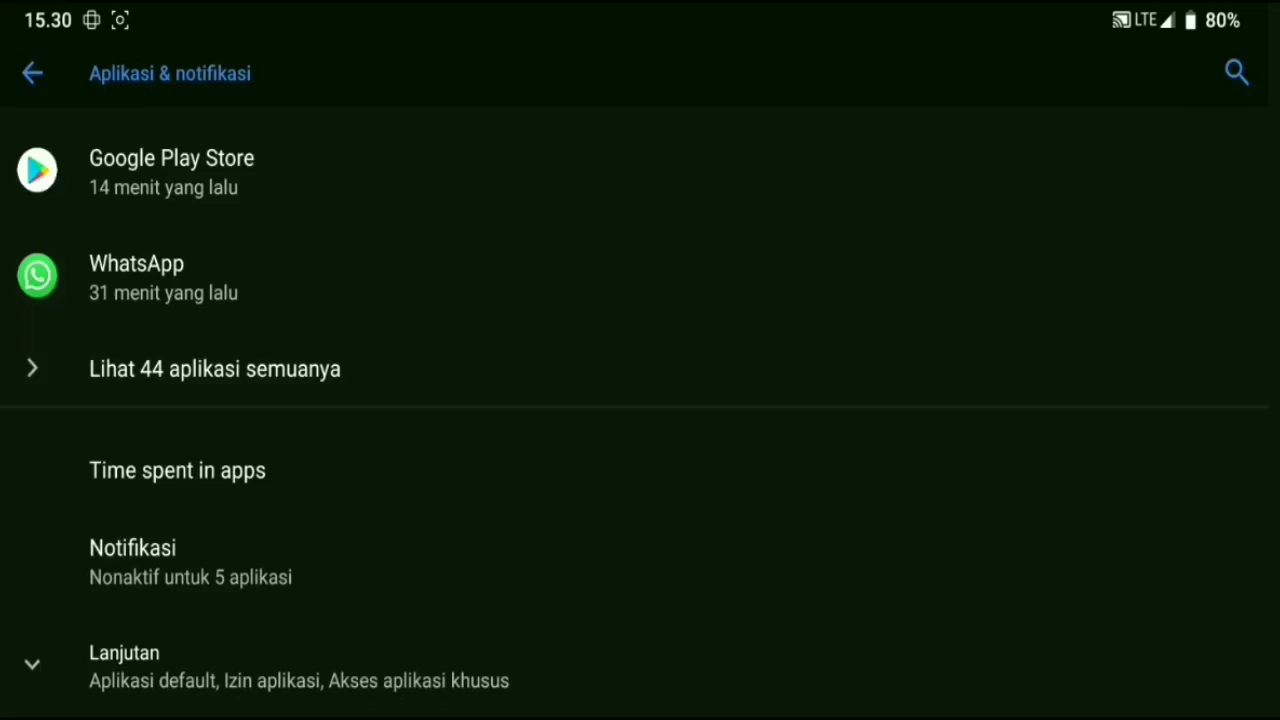 15.30 LTE 80%
Aplikasi & notifikasi
Google Play Store
14 menit yang lalu
WhatsApp
31 menit yang lalu
Lihat 44 aplikasi semuanya
Time spent in apps
Notifikasi
Nonaktif untuk 5 aplikasi
Lanjutan
Aplikasi default, Izin aplikasi, Akses aplikasi khusus